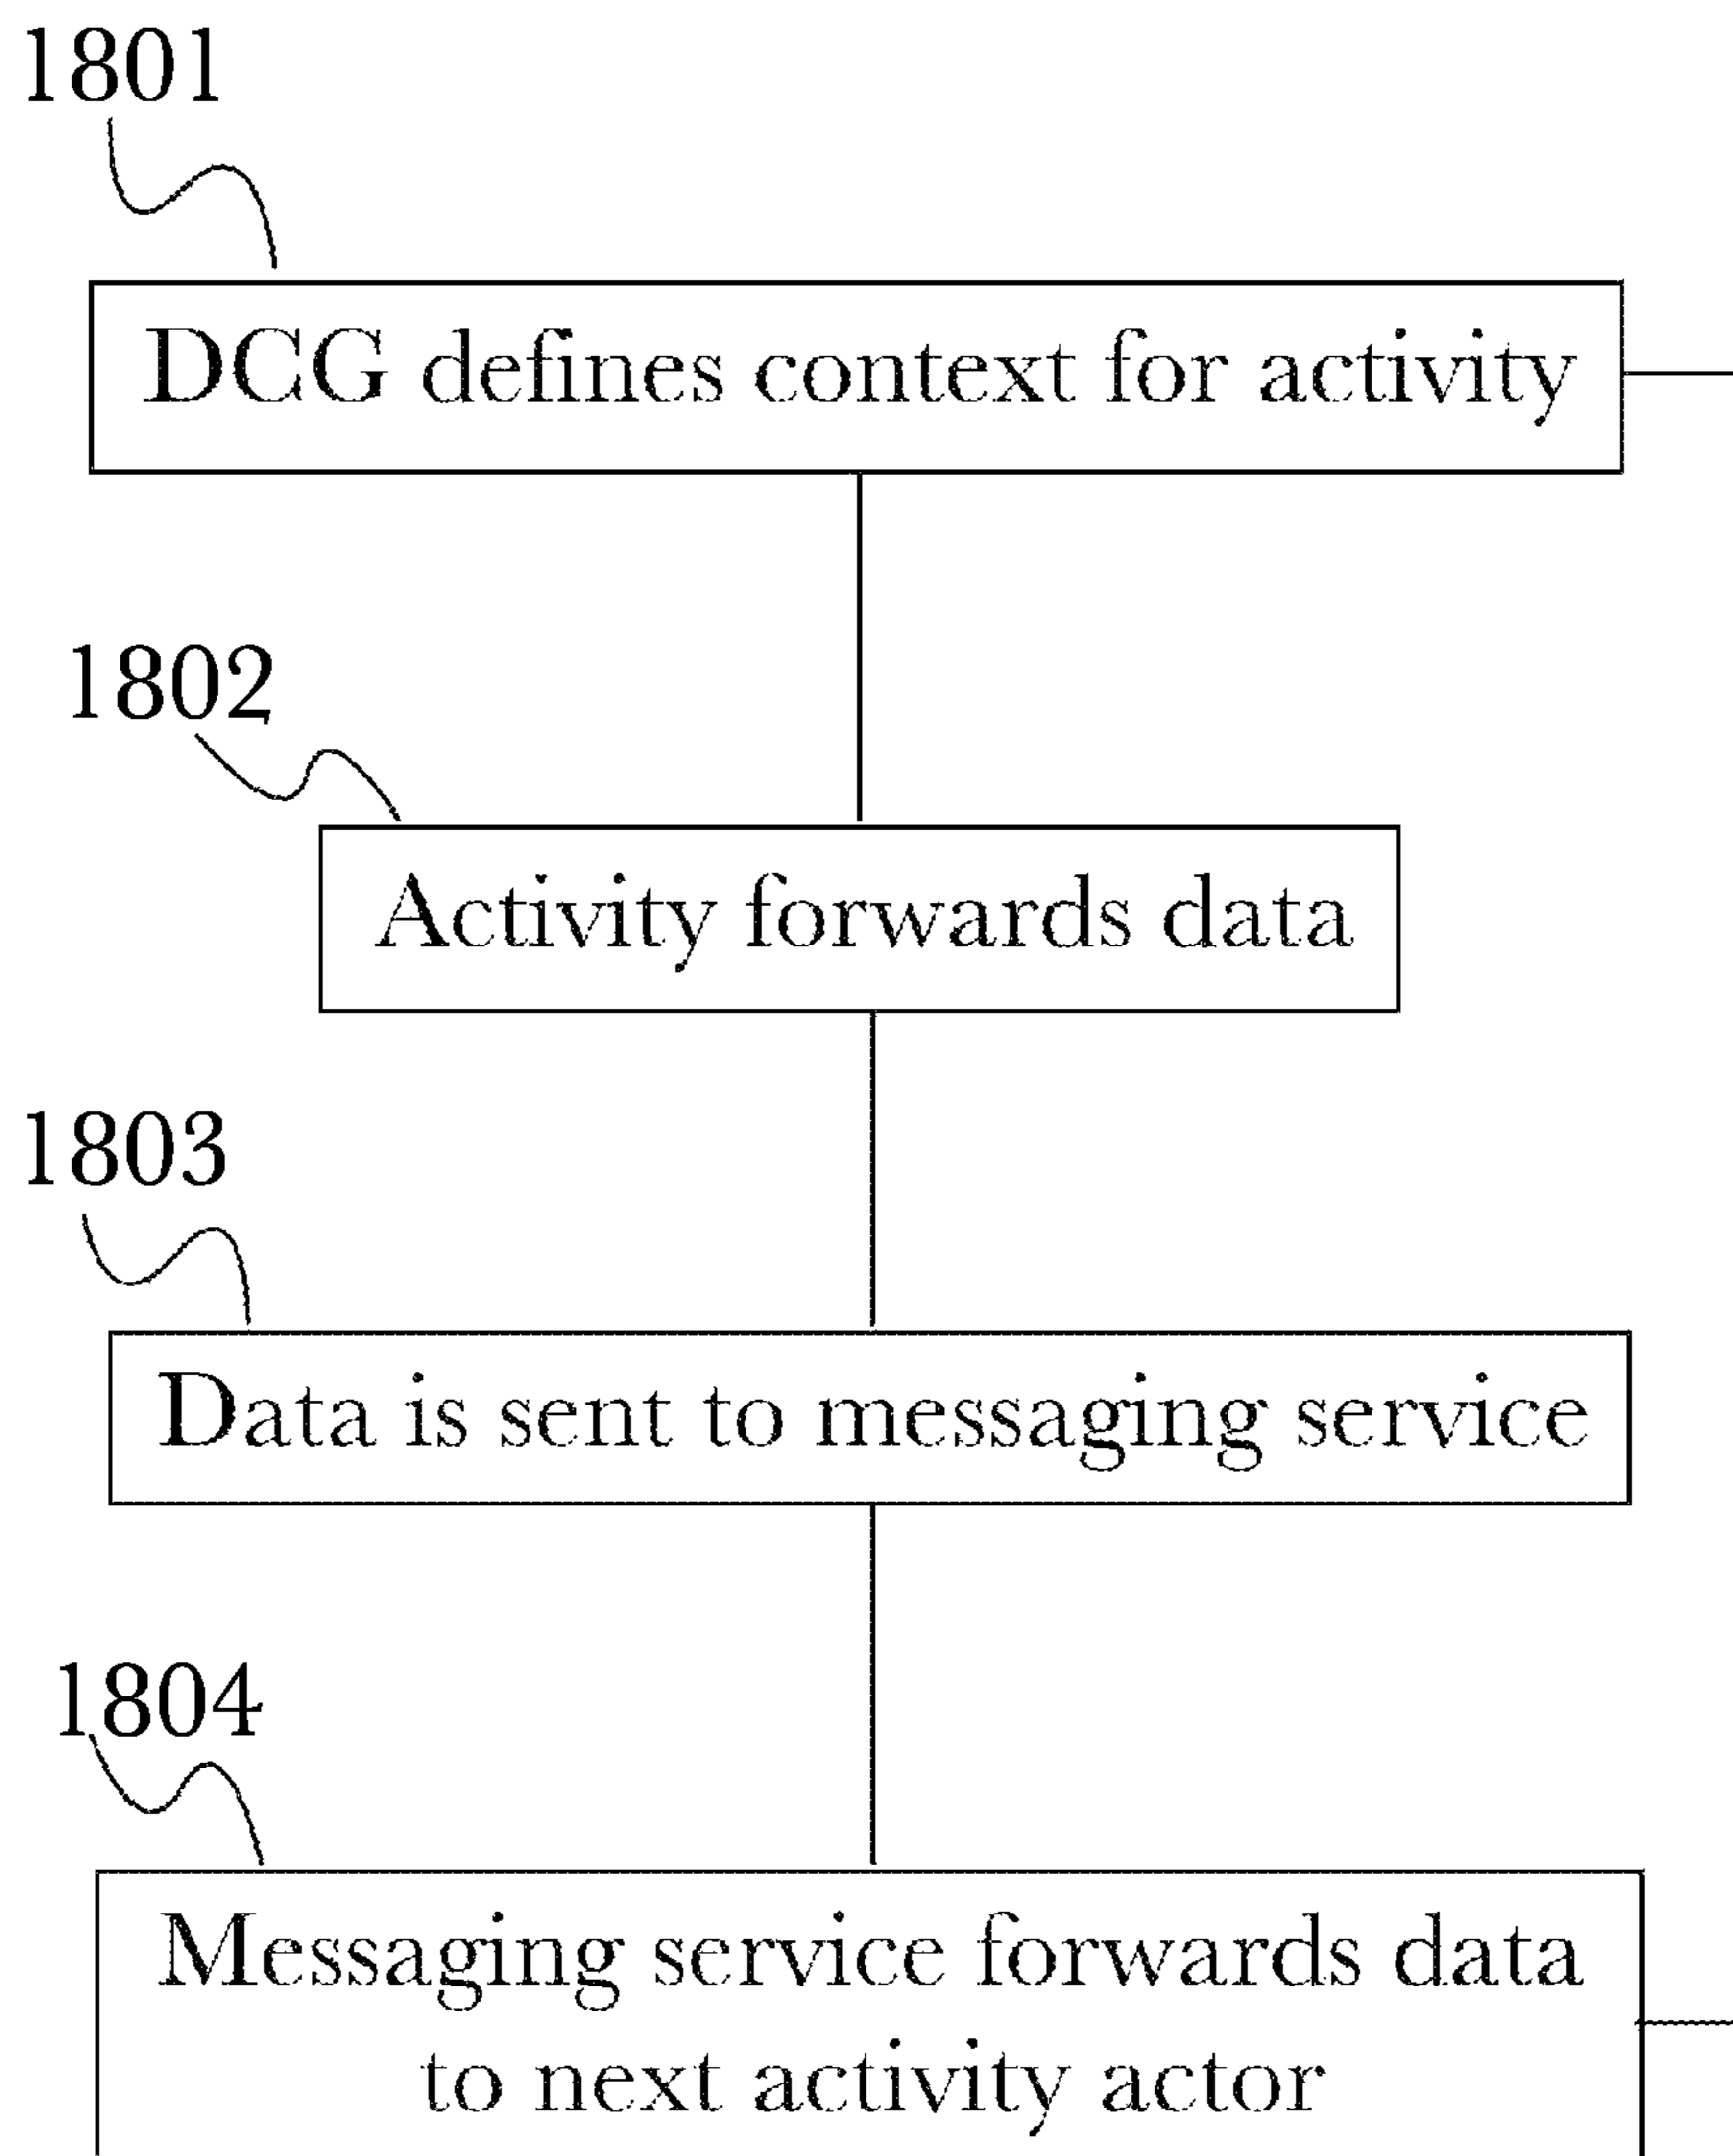 1801
DCG defines context for activity
1802
Activity forwards data
1803
Data is sent to messaging service
1804
Messaging service forwards data
to next activity actor